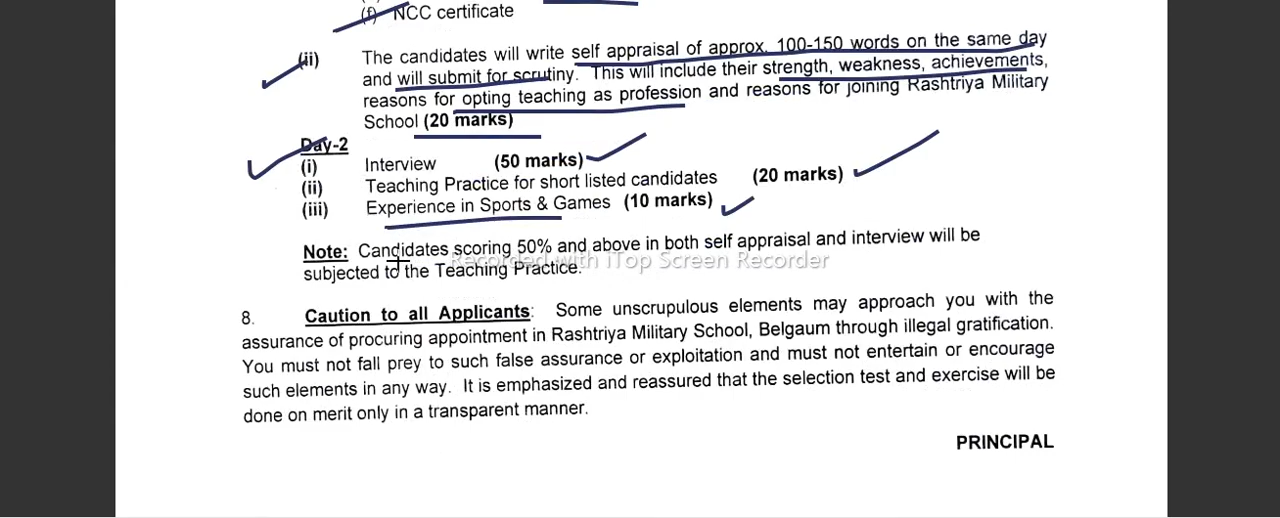 (f) NCC certificate
(ii) The candidates will write self appraisal of approx. 100-150 words on the same day
and will submit for scrutiny. This will include their strength, weakness, achievements,
reasons for opting teaching as profession and reasons for joining Rashtriya Military
School (20 marks)
Day-2
(i) Interview (50 marks)
(ii) Teaching Practice for short listed candidates (20 marks)
(iii) Experience in Sports & Games (10 marks)
Note: Candidates scoring 50% and above in both self appraisal and interview will be
Recorded with iTop Screen Recorder
subjected to the Teaching Practice.
8. Caution to all Applicants: Some unscrupulous elements may approach you with the
assurance of procuring appointment in Rashtriya Military School, Belgaum through illegal gratification.
You must not fall prey to such false assurance or exploitation and must not entertain or encourage
such elements in any way. It is emphasized and reassured that the selection test and exercise will be
done on merit only in a transparent manner.
PRINCIPAL